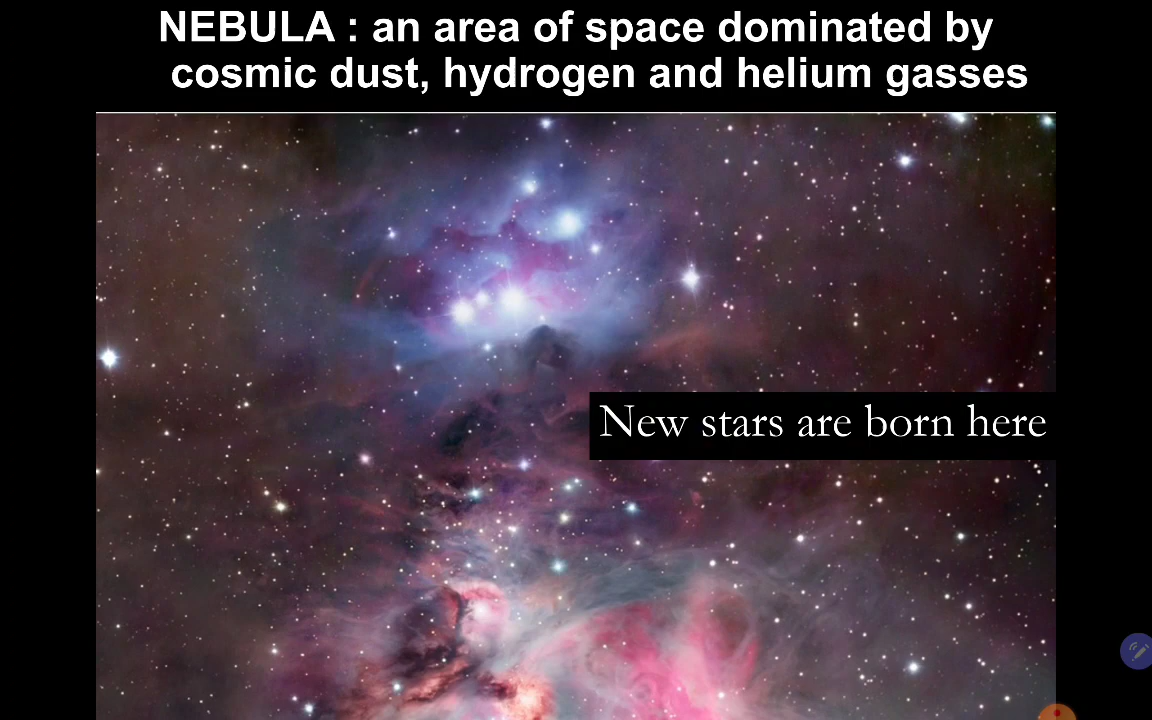 NEBULA : an area of space dominated by
cosmic dust, hydrogen and helium gasses
New stars are born here